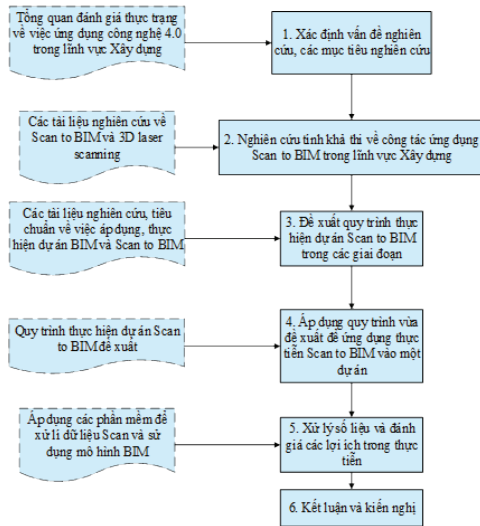 Tổng quan đánh giá thực trạng
về việc ứng dụng công nghệ 4.0
trong lĩnh vực Xây dựng
1. Xác định vấn đề nghiên
cứu, các mục tiêu nghiên cứu
Các tài liệu nghiên cứu về
Scan to BIM và 3D laser
scanning
2. Nghiên cứu tính khả thi về công tác ứng dụng
Scan to BIM trong lĩnh vực Xây dựng
Các tài liệu nghiên cứu, tiêu
chuẩn về việc áp dụng, thực
hiện dự án BIM và Scan to BIM
3. Đề xuất quy trình thực
hiện dự án Scan to BIM
trong các giai đoạn
Quy trình thực hiện dự án Scan
to BIM đề xuất
4. Áp dụng quy trình vừa
đề xuất để ứng dụng thực
tiễn Scan to BIM vào một
dự án
Áp dụng các phần mềm để
xử lí dữ liệu Scan và sử
dụng mô hình BIM
5. Xử lý số liệu và đánh
giá các lợi ích trong thực
tiễn
6. Kết luận và kiến nghị